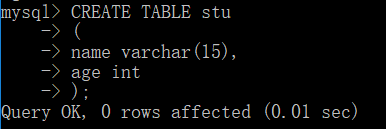 mysql> CREATE TABLE stu
    -> (
    -> name varchar(15),
    -> age int
    -> );
Query OK, 0 rows affected (0.01 sec)